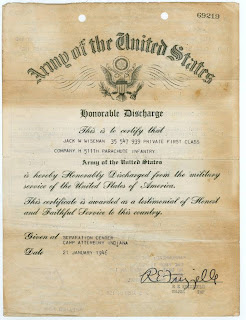 69219
Army of the United States
Honorable Discharge
This is to certify that
JACK W WISEMAN 35 547 939 PRIVATE FIRST CLASS
COMPANY H 511TH PARACHUTE INFANTRY
Army of the United States
is hereby Honorably Discharged from the military
service of the United States of America.
This certificate is awarded as a testimonial of Honest
and Faithful Service to this country.
Given at SEPARATION CENTER
CAMP ATTERBURY INDIANA
Date 21 JANUARY 1946